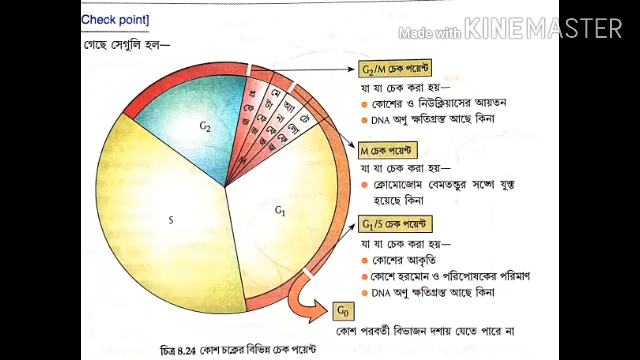 Check point]
Made with KINEMASTER
গেছে সেগুলি হল—
G₂/M চেক পয়েন্ট
যা যা চেক করা হয়—
কোশের ও নিউক্লিয়াসের আয়তন
DNA অণু ক্ষতিগ্রস্ত আছে কিনা
প্রফেজ
মেটাফেজ
অ্যানাফেজ
টেলোফেজ
G₂
M
S
G₁
M চেক পয়েন্ট
যা যা চেক করা হয়—
ক্রোমোজোম বেমতন্তুর সঙ্গে যুক্ত
হয়েছে কিনা
G₁/S চেক পয়েন্ট
যা যা চেক করা হয়—
কোশের আকৃতি
কোশে হরমোন ও পরিপোষকের পরিমাণ
DNA অণু ক্ষতিগ্রস্ত আছে কিনা
G₀
কোশ পরবর্তী বিভাজন দশায় যেতে পারে না
চিত্র 8.24 কোশ চক্রের বিভিন্ন চেক পয়েন্ট